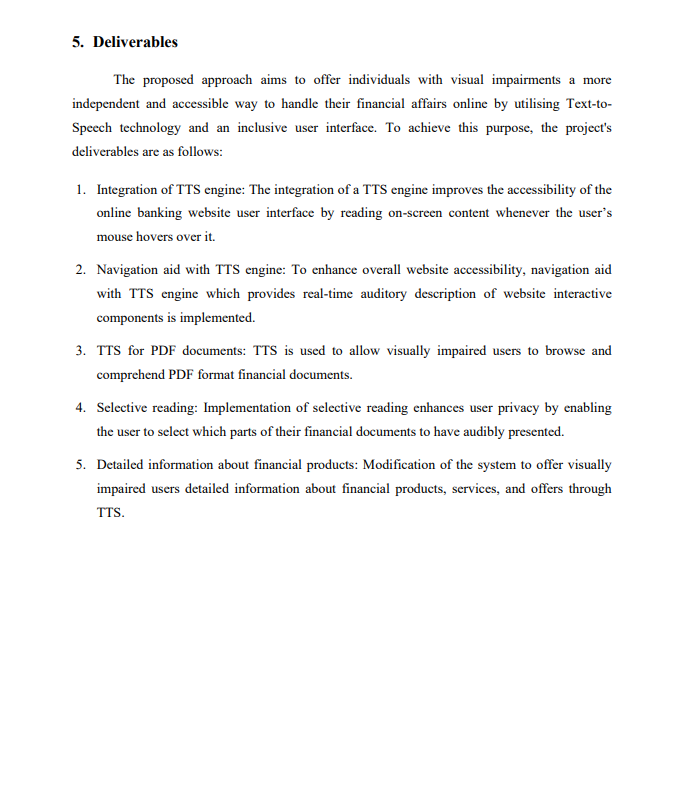 5. Deliverables
The proposed approach aims to offer individuals with visual impairments a more
independent and accessible way to handle their financial affairs online by utilising Text-to-
Speech technology and an inclusive user interface. To achieve this purpose, the project's
deliverables are as follows:
1. Integration of TTS engine: The integration of a TTS engine improves the accessibility of the
online banking website user interface by reading on-screen content whenever the user’s
mouse hovers over it.
2. Navigation aid with TTS engine: To enhance overall website accessibility, navigation aid
with TTS engine which provides real-time auditory description of website interactive
components is implemented.
3. TTS for PDF documents: TTS is used to allow visually impaired users to browse and
comprehend PDF format financial documents.
4. Selective reading: Implementation of selective reading enhances user privacy by enabling
the user to select which parts of their financial documents to have audibly presented.
5. Detailed information about financial products: Modification of the system to offer visually
impaired users detailed information about financial products, services, and offers through
TTS.